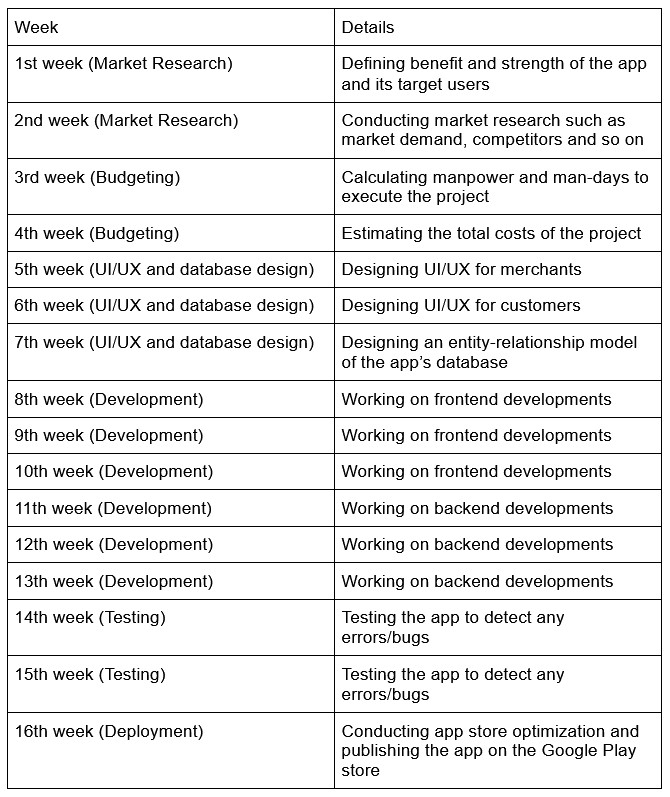 Week Details
1st week (Market Research) Defining benefit and strength of the app
and its target users
2nd week (Market Research) Conducting market research such as
market demand, competitors and so on
3rd week (Budgeting) Calculating manpower and man-days to
execute the project
4th week (Budgeting) Estimating the total costs of the project
5th week (UI/UX and database design) Designing UI/UX for merchants
6th week (UI/UX and database design) Designing UI/UX for customers
7th week (UI/UX and database design) Designing an entity-relationship model
of the app’s database
8th week (Development) Working on frontend developments
9th week (Development) Working on frontend developments
10th week (Development) Working on frontend developments
11th week (Development) Working on backend developments
12th week (Development) Working on backend developments
13th week (Development) Working on backend developments
14th week (Testing) Testing the app to detect any
errors/bugs
15th week (Testing) Testing the app to detect any
errors/bugs
16th week (Deployment) Conducting app store optimization and
publishing the app on the Google Play
store